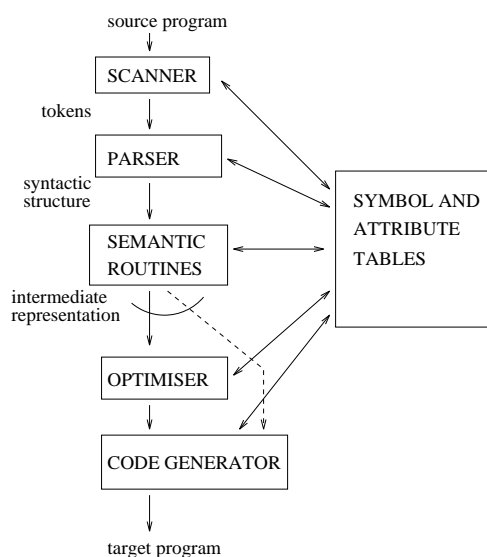 source program
SCANNER
tokens
PARSER
syntactic
structure
SYMBOL AND
ATTRIBUTE
TABLES
SEMANTIC
ROUTINES
intermediate
representation
OPTIMISER
CODE GENERATOR
target program